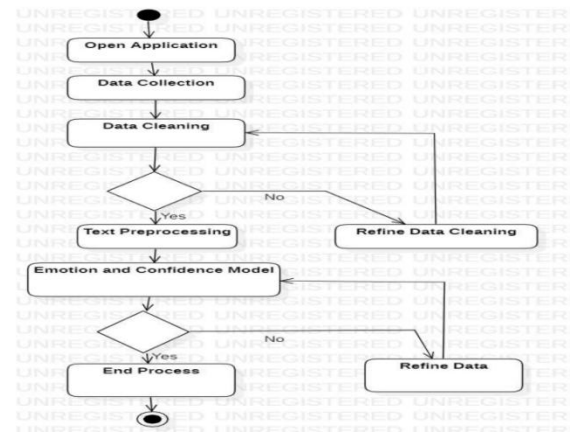 Open Application
Data Collection
Data Cleaning
No
Yes
Text Preprocessing
Refine Data Cleaning
Emotion and Confidence Model
No
Yes
End Process
Refine Data
UNREGISTERED